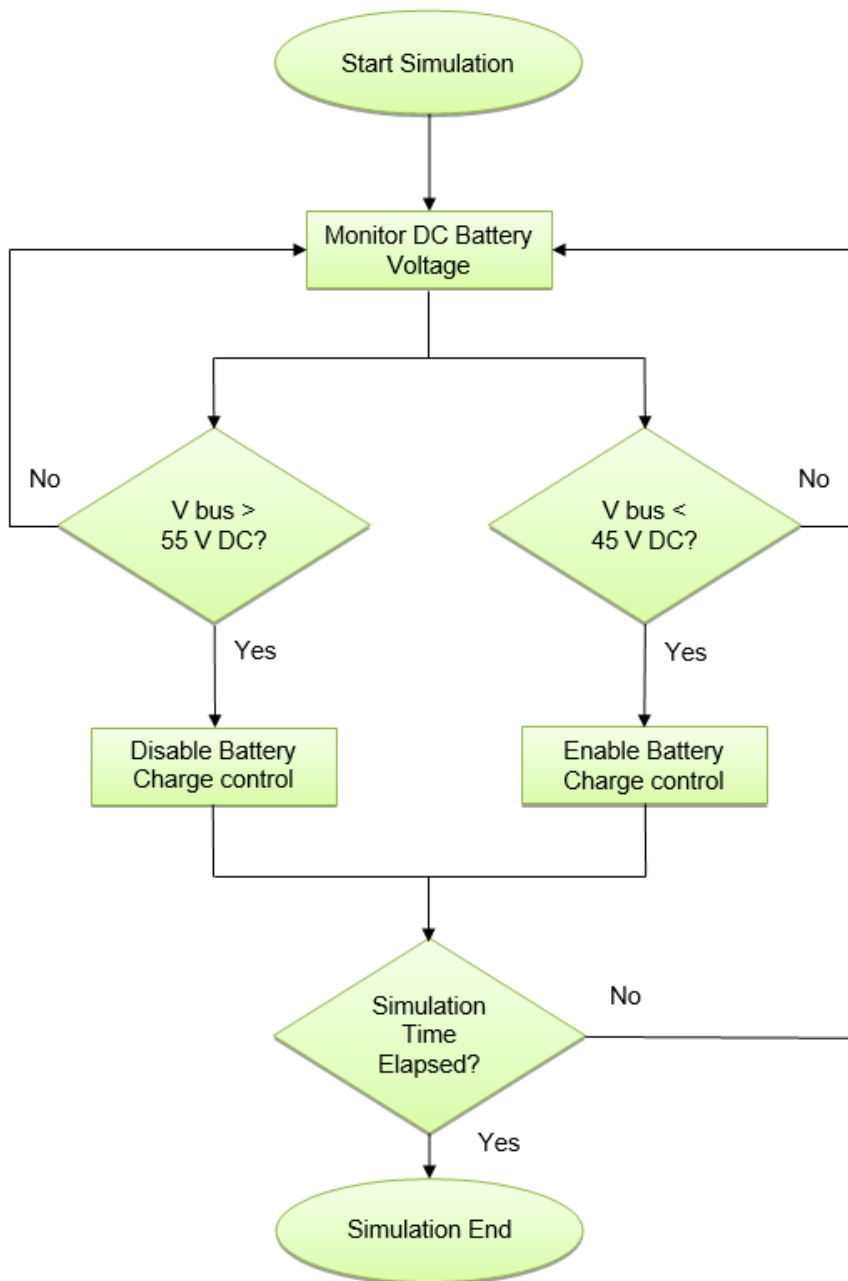 Start Simulation
Monitor DC Battery
Voltage
No
V bus >
55 V DC?
V bus <
45 V DC?
No
Yes
Yes
Disable Battery
Charge control
Enable Battery
Charge control
Simulation
Time
Elapsed?
No
Yes
Simulation End